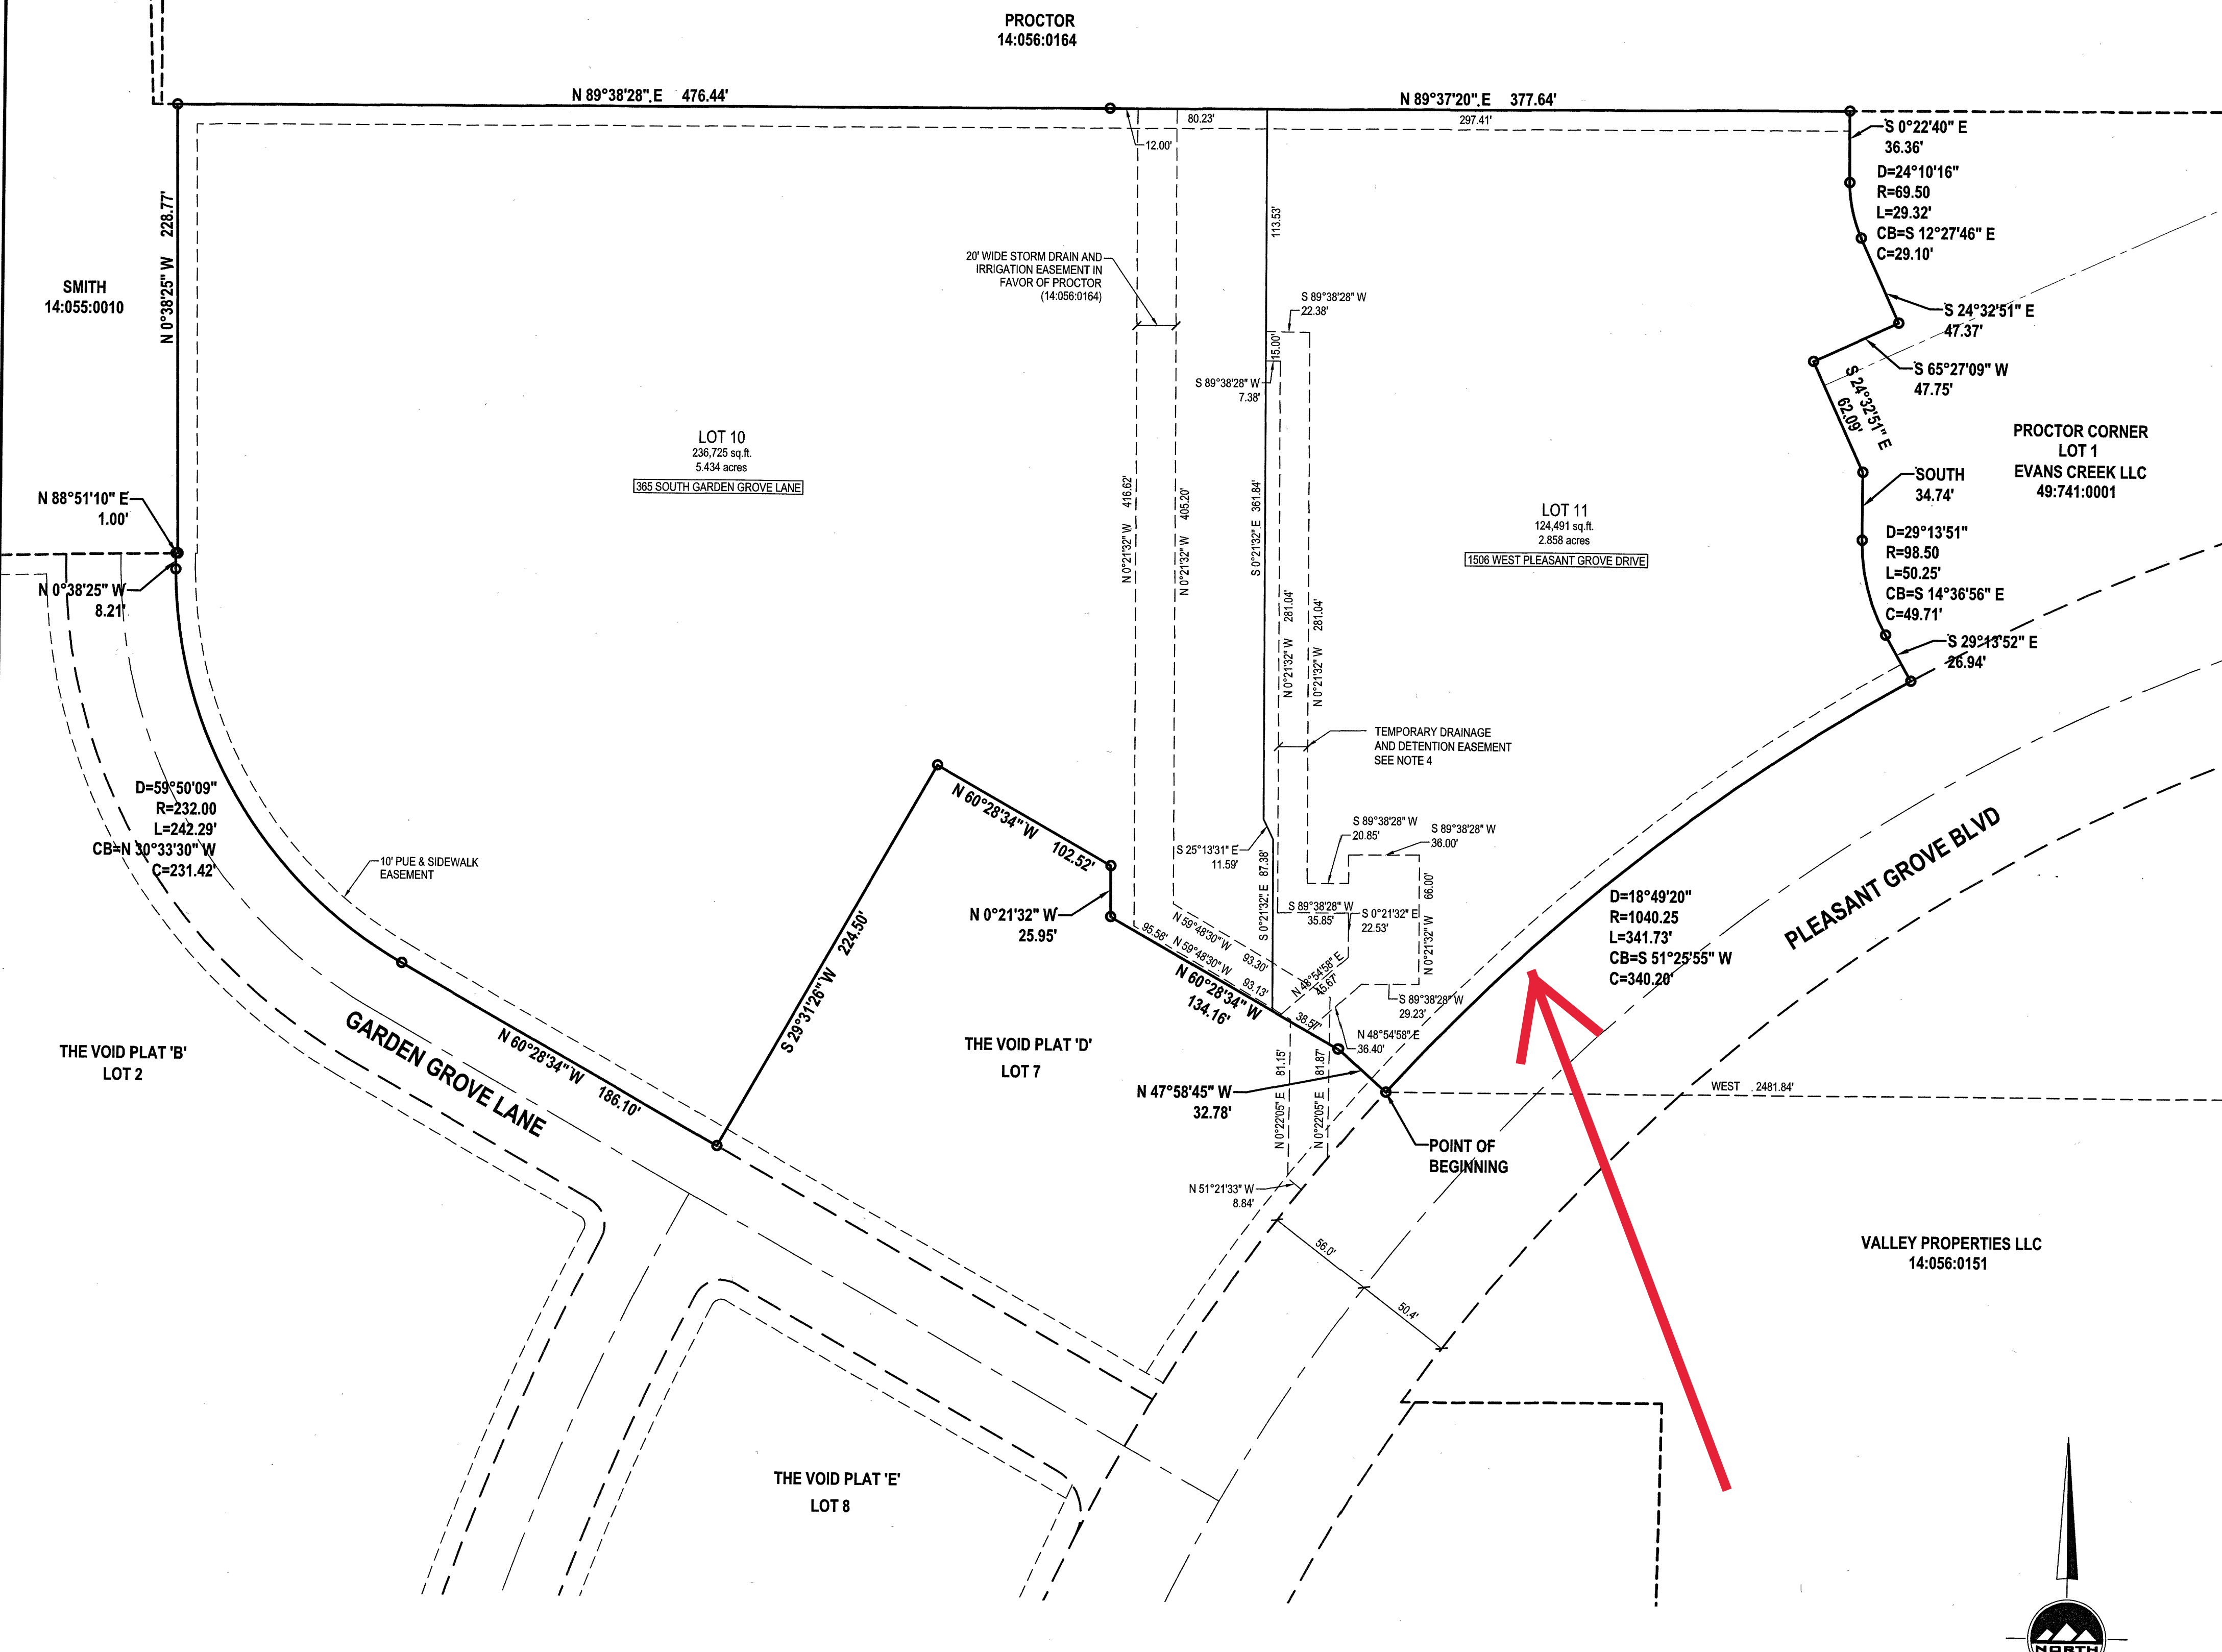 PROCTOR
14:056:0164
N 89°38'28" E 476.44'
N 89°37'20" E 377.64'
80.23'
297.41'
12.00'
S 0°22'40" E
36.36'
D=24°10'16"
R=69.50
L=29.32'
CB=S 12°27'46" E
C=29.10'
N 0°38'25" W 228.77'
113.53'
20' WIDE STORM DRAIN AND
IRRIGATION EASEMENT IN
FAVOR OF PROCTOR
(14:056:0164)
SMITH
14:055:0010
S 89°38'28" W
22.38'
S 24°32'51" E
47.37'
15.00'
S 89°38'28" W
7.38'
S 65°27'09" W
47.75'
S 24°32'51" E
62.09'
LOT 10
236,725 sq.ft.
5.434 acres
365 SOUTH GARDEN GROVE LANE
PROCTOR CORNER
LOT 1
EVANS CREEK LLC
49:741:0001
SOUTH
34.74'
N 88°51'10" E
1.00'
N 0°21'32" W 416.62'
N 0°21'32" W 405.20'
S 0°21'32" E 361.84'
LOT 11
124,491 sq.ft.
2.858 acres
1506 WEST PLEASANT GROVE DRIVE
D=29°13'51"
R=98.50
L=50.25'
CB=S 14°36'56" E
C=49.71'
N 0°38'25" W
8.21'
N 0°21'32" W 281.04'
N 0°21'32" W 281.04'
S 29°13'52" E
26.94'
TEMPORARY DRAINAGE
AND DETENTION EASEMENT
SEE NOTE 4
D=59°50'09"
R=232.00
L=242.29'
CB=N 30°33'30" W
C=231.42'
N 60°28'34" W 102.52'
10' PUE & SIDEWALK
EASEMENT
S 25°13'31" E
11.59'
S 0°21'32" E 87.38'
S 89°38'28" W
20.85'
S 89°38'28" W
36.00'
N 0°21'32" W 66.00'
PLEASANT GROVE BLVD
S 29°31'26" W 224.50'
N 0°21'32" W
25.95'
S 89°38'28" W
35.85'
S 0°21'32" E
22.53'
D=18°49'20"
R=1040.25
L=341.73'
CB=S 51°25'55" W
C=340.20'
95.58'
N 59°48'30" W 93.30'
N 59°48'30" W 93.13'
N 60°28'34" W
134.16'
N 48°54'58" E
45.67'
S 89°38'28" W
29.23'
38.57'
N 48°54'58" E
36.40'
GARDEN GROVE LANE
N 60°28'34" W 186.10'
THE VOID PLAT 'B'
LOT 2
THE VOID PLAT 'D'
LOT 7
N 47°58'45" W
32.78'
N 0°22'05" E 81.15'
N 0°22'05" E 81.87'
WEST 2481.84'
POINT OF
BEGINNING
N 51°21'33" W
8.84'
56.0'
50.4'
VALLEY PROPERTIES LLC
14:056:0151
THE VOID PLAT 'E'
LOT 8
NORTH